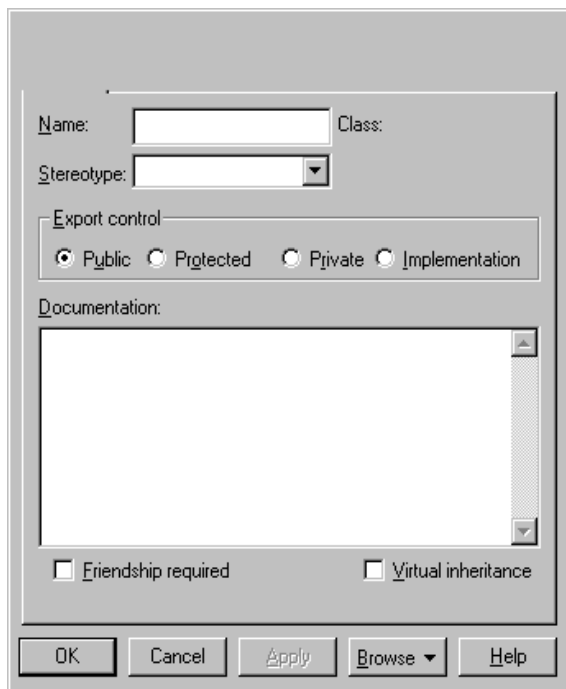 Name: Class:
Stereotype:
Export control
Public Protected Private Implementation
Documentation:
Friendship required Virtual inheritance
OK Cancel Apply Browse Help